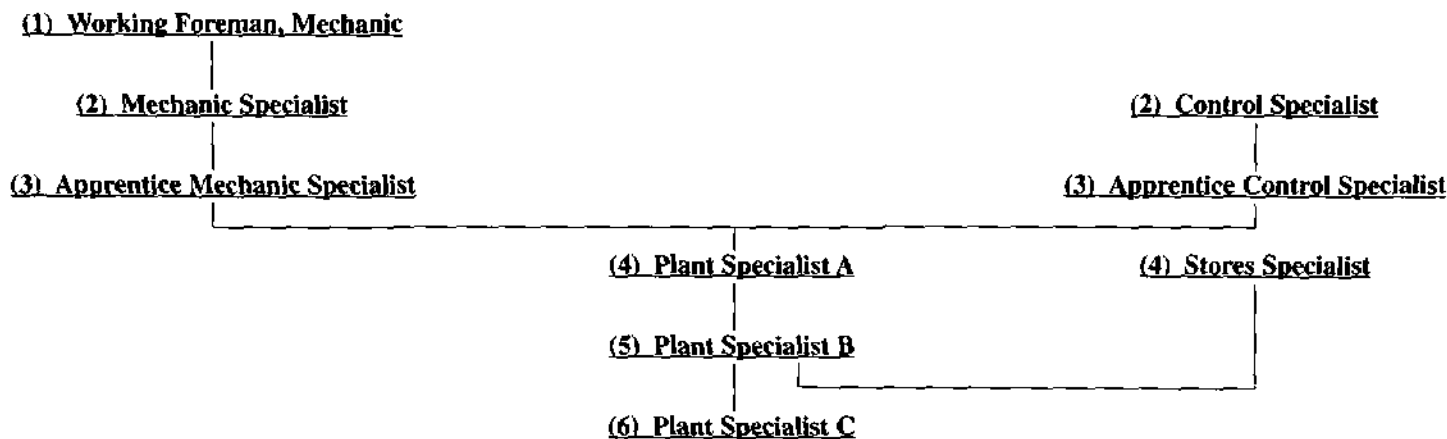 (1) Working Foreman, Mechanic
(2) Mechanic Specialist
(2) Control Specialist
(3) Apprentice Mechanic Specialist
(3) Apprentice Control Specialist
(4) Plant Specialist A
(4) Stores Specialist
(5) Plant Specialist B
(6) Plant Specialist C